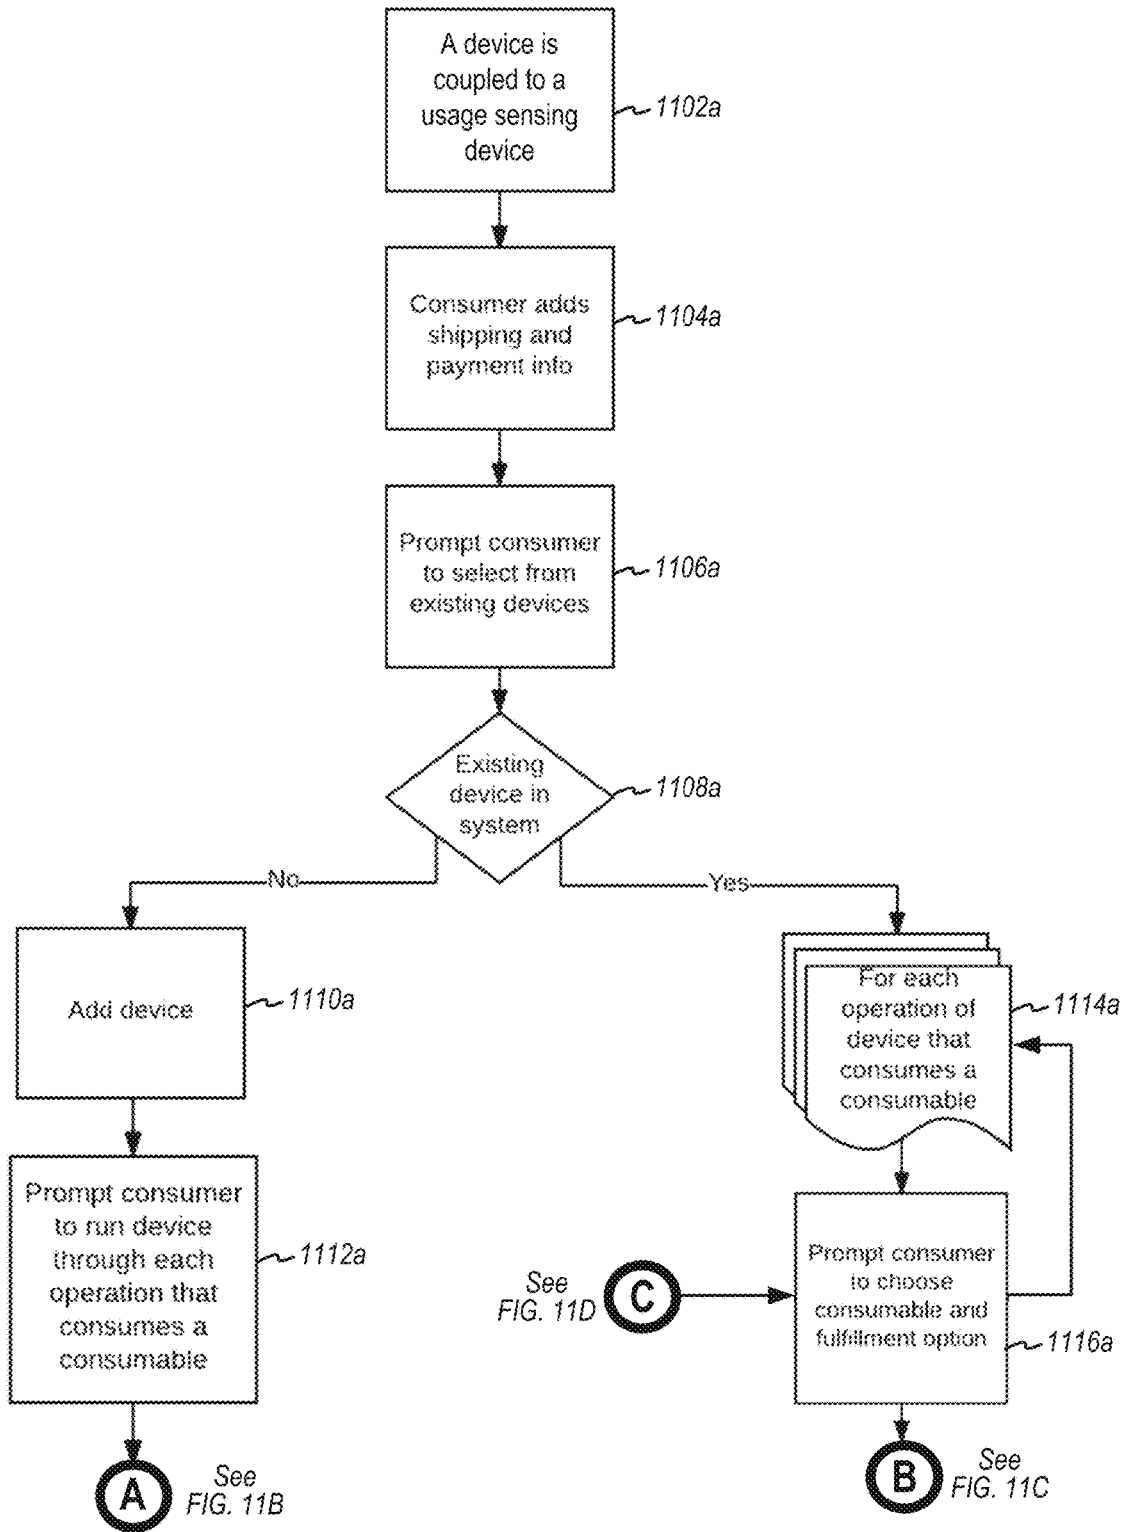 A device is
coupled to a
usage sensing
device
1102a
Consumer adds
shipping and
payment info
1104a
Prompt consumer
to select from
existing devices
1106a
Existing
device in
system
1108a
No
Yes
Add device
1110a
For each
operation of
device that
consumes a
consumable
1114a
Prompt consumer
to run device
through each
operation that
consumes a
consumable
1112a
See
FIG. 11D
C
Prompt consumer
to choose
consumable and
fulfillment option
1116a
A
See
FIG. 11B
B
See
FIG. 11C